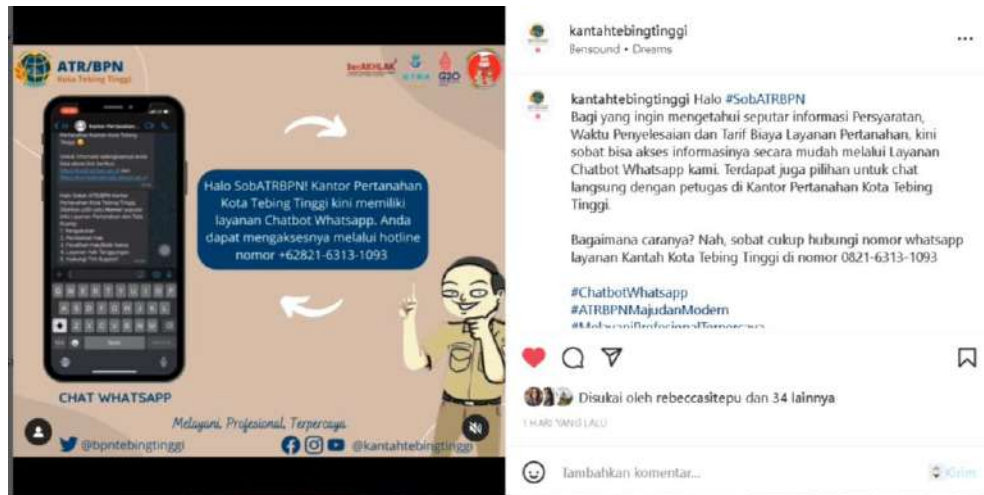 ATR/BPN
Kota Tebing Tinggi
BerAKHLAK
G20
Kantor Pertanahan...
Halo SobATRBPN! Kantor Pertanahan
Kota Tebing Tinggi kini memiliki
layanan Chatbot Whatsapp. Anda
dapat mengaksesnya melalui hotline
nomor +62821-6313-1093
CHAT WHATSAPP
Melayani, Profesional, Terpercaya
@bpntebingtinggi
@kantahtebingtinggi
kantahtebingtinggi
Bensound • Dreams
kantahtebingtinggi Halo #SobATRBPN
Bagi yang ingin mengetahui seputar informasi Persyaratan,
Waktu Penyelesaian dan Tarif Biaya Layanan Pertanahan, kini
sobat bisa akses informasinya secara mudah melalui Layanan
Chatbot Whatsapp kami. Terdapat juga pilihan untuk chat
langsung dengan petugas di Kantor Pertanahan Kota Tebing
Tinggi.
Bagaimana caranya? Nah, sobat cukup hubungi nomor whatsapp
layanan Kantah Kota Tebing Tinggi di nomor 0821-6313-1093
#ChatbotWhatsapp
#ATRBPNMajudanModern
#MelayaniProfesionalTerpercaya
Disukai oleh rebeccasitepu dan 34 lainnya
1 HARI YANG LALU
Tambahkan komentar...
Kirim